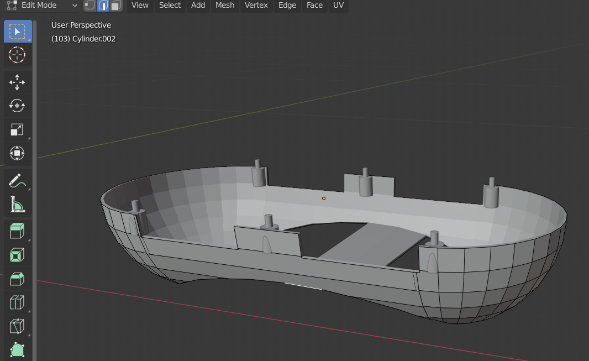 Edit Mode View Select Add Mesh Vertex Edge Face UV
User Perspective
(103) Cylinder.002